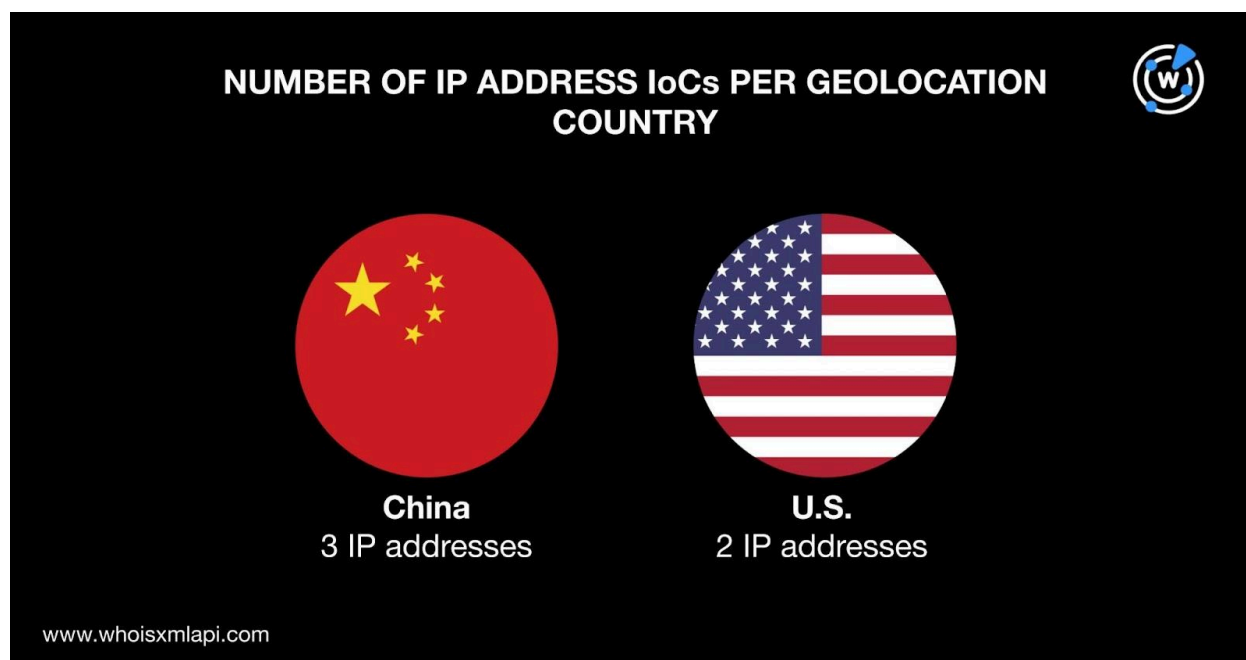 NUMBER OF IP ADDRESS IoCs PER GEOLOCATION
COUNTRY
W
China
3 IP addresses
U.S.
2 IP addresses
www.whoisxmlapi.com